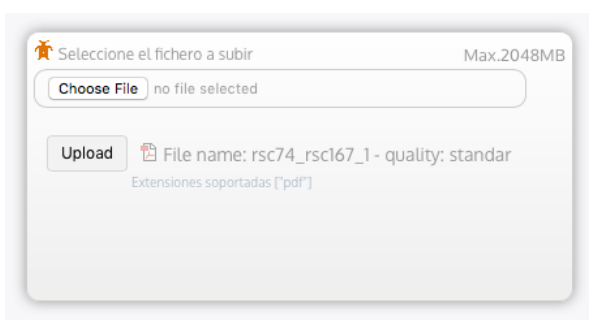 Seleccione el fichero a subir Max.2048MB
Choose File no file selected
Upload File name: rsc74_rsc167_1 - quality: standar
Extensiones soportadas ["pdf"]